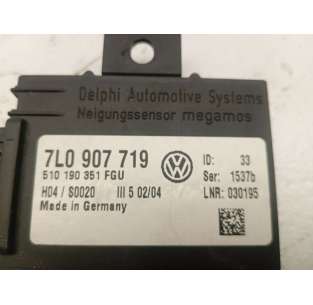 Delphi Automotive Systems
Neigungssensor megamos
7L0 907 719
510 190 351 FGU
H04 / S0020 III 5 02/04
Made in Germany
ID: 33
Ser: 1537b
LNR: 030195